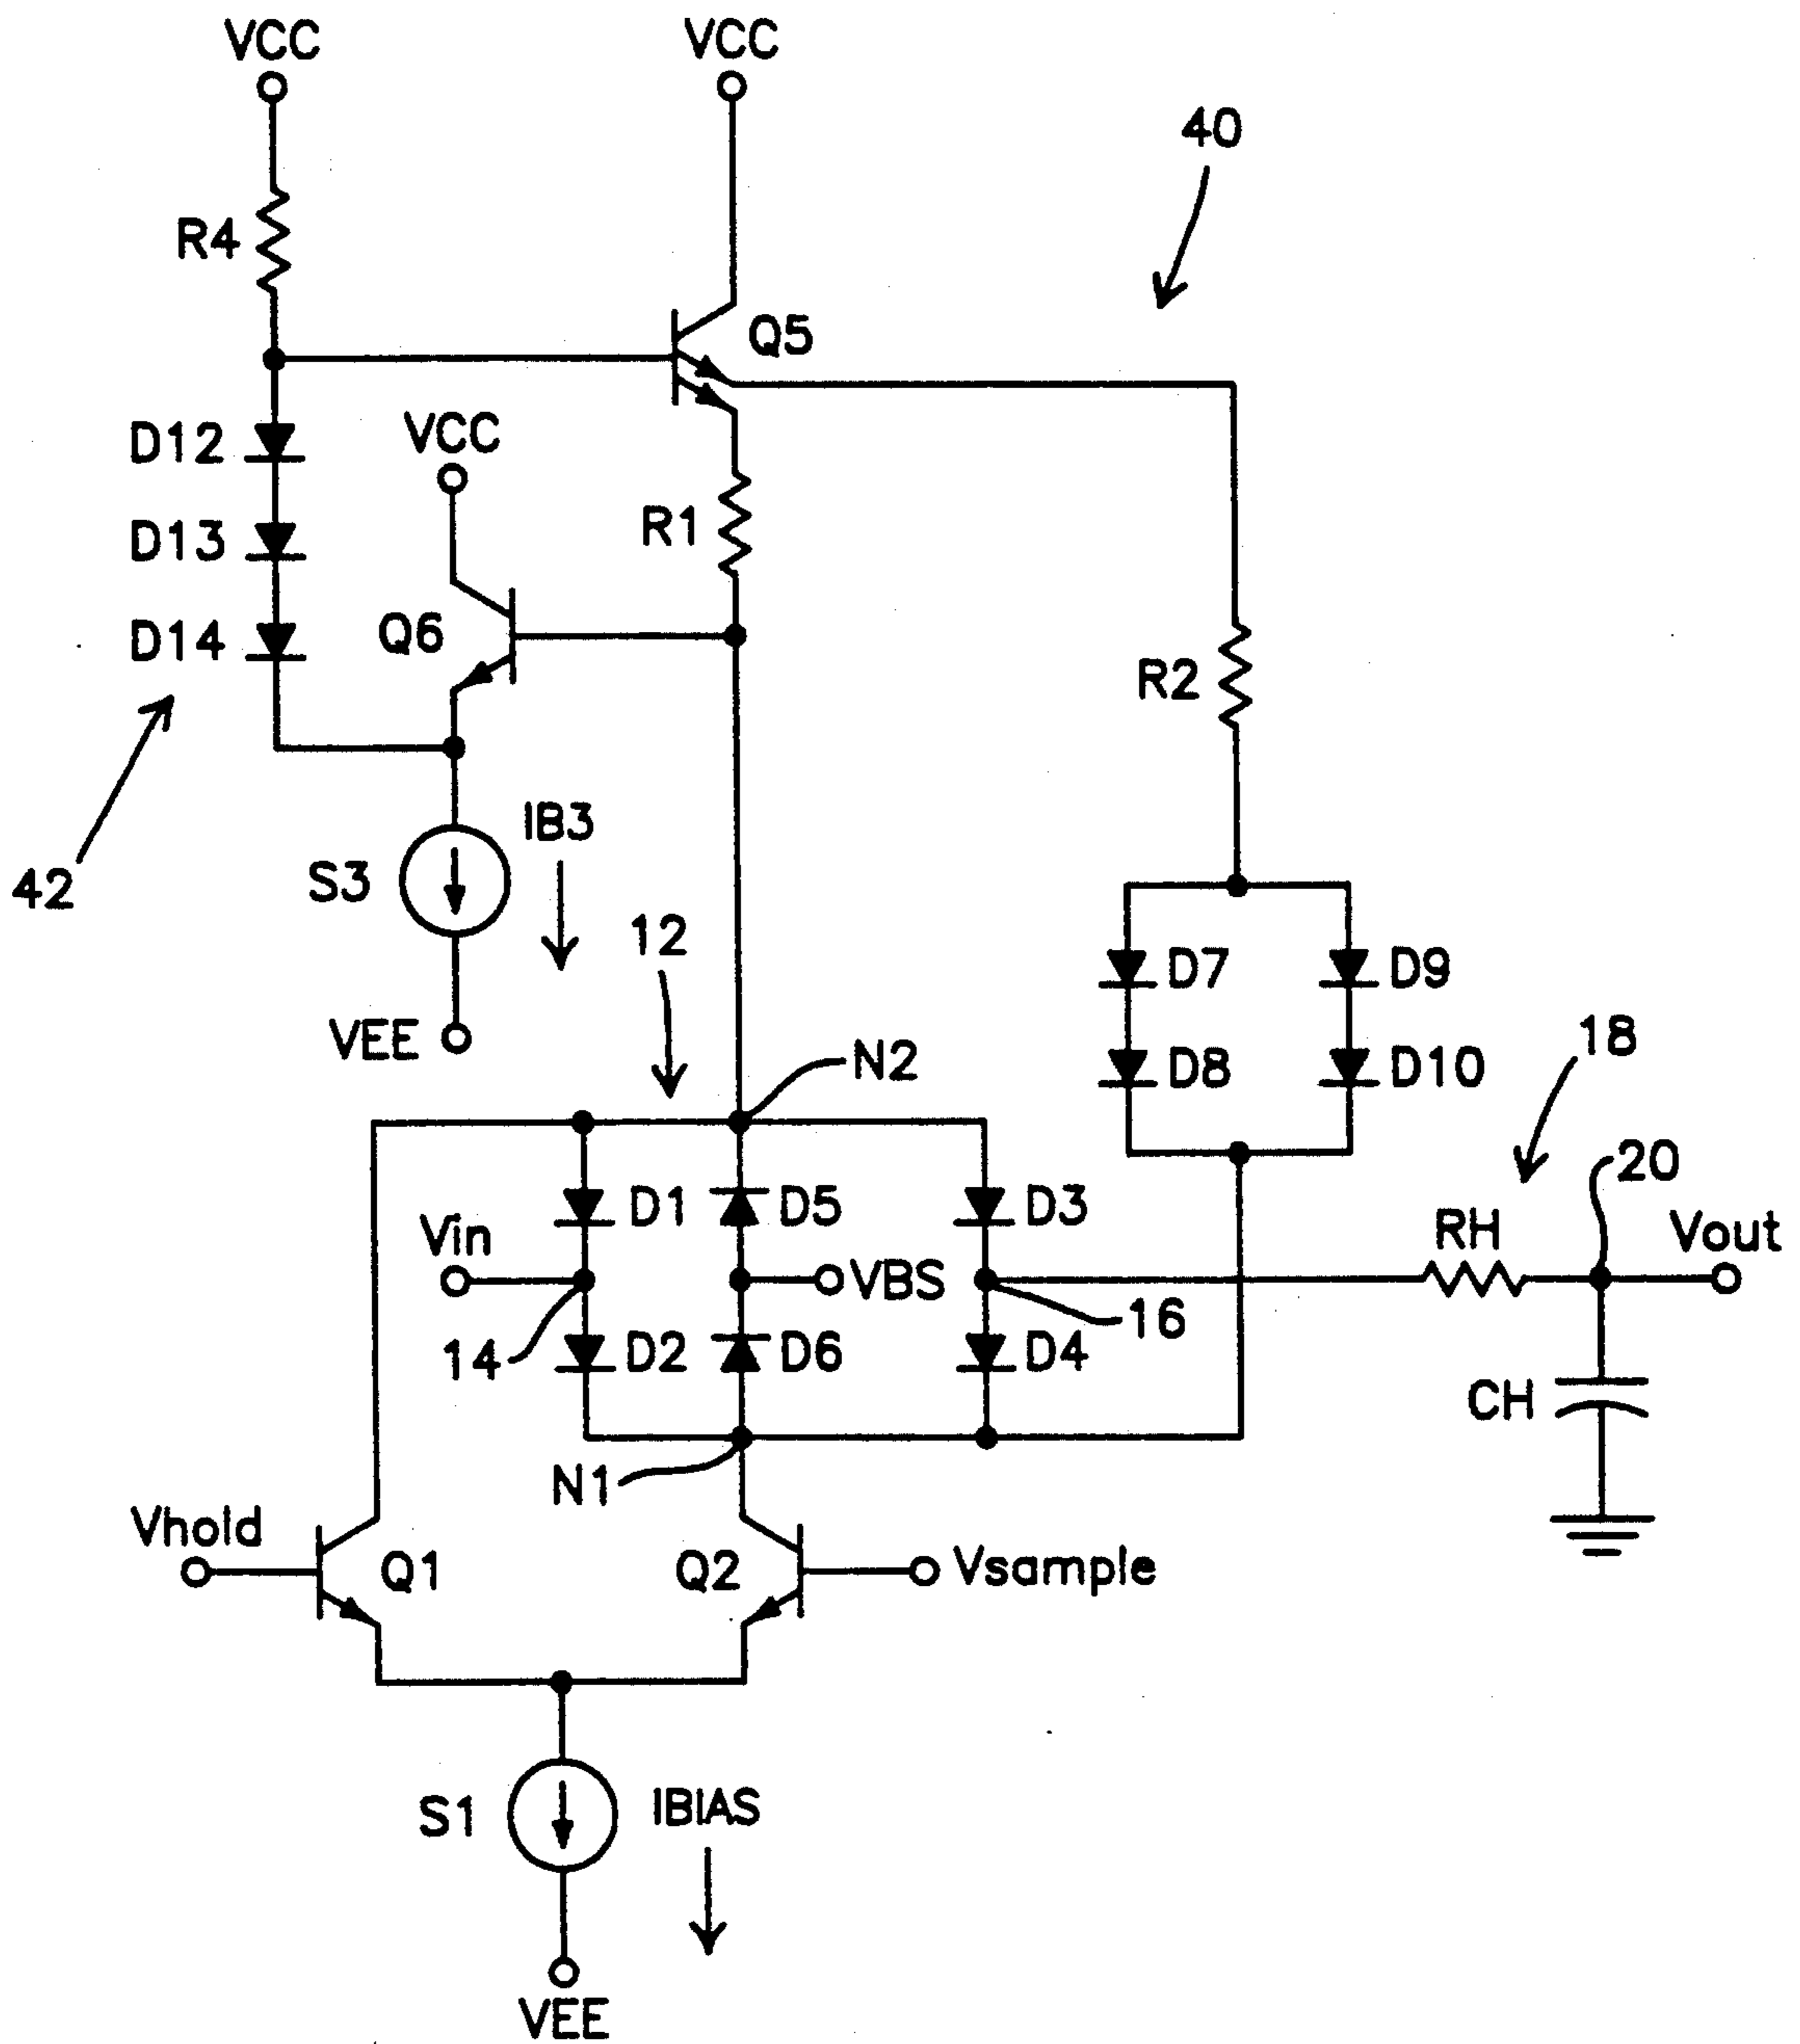 VCC
VCC
40
R4
Q5
D12
VCC
D13
R1
D14
Q6
R2
IB3
S3
42
12
D7
D9
VEE
N2
18
D8
D10
20
D1
D5
D3
Vin
RH
Vout
VBS
16
14
D2
D6
D4
CH
N1
Vhold
Q1
Q2
Vsample
S1
IBIAS
VEE